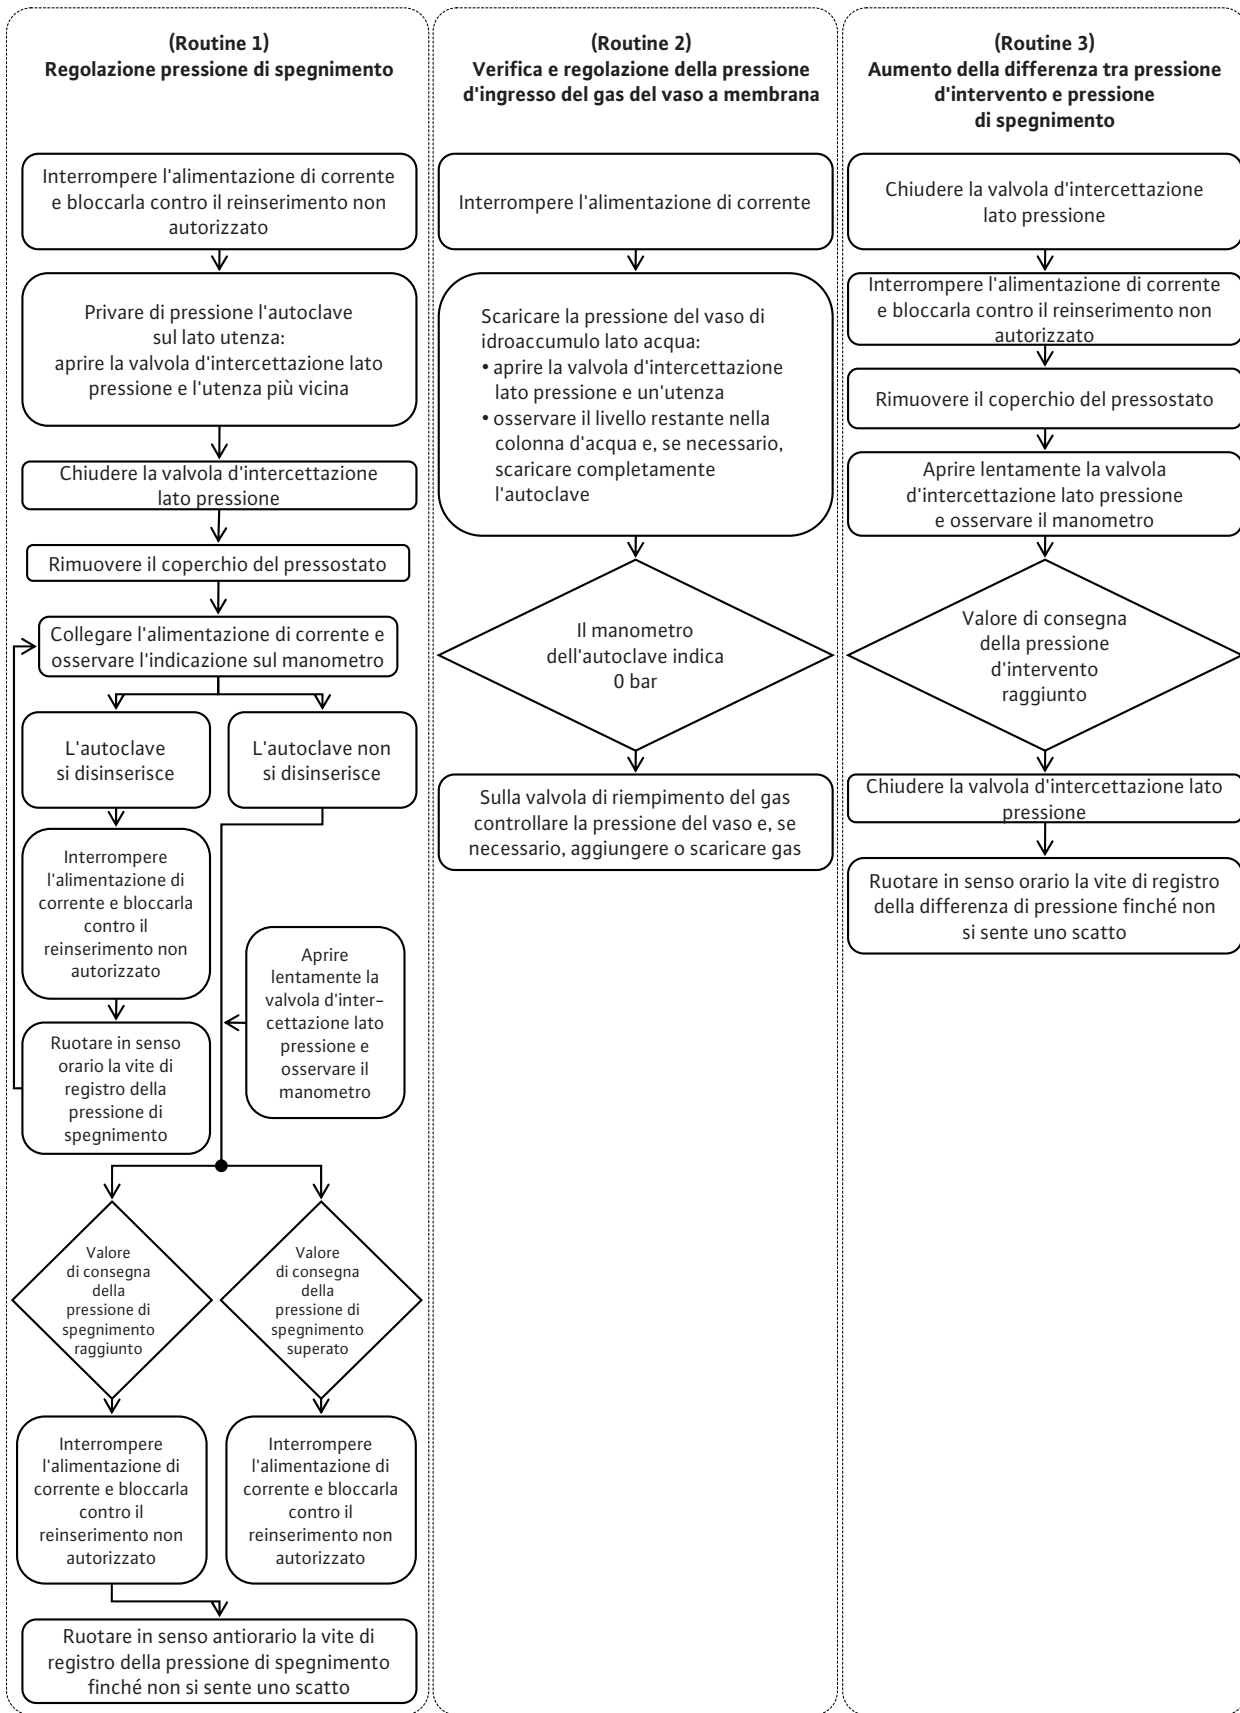 (Routine 1)
Regolazione pressione di spegnimento
Interrompere l'alimentazione di corrente
e bloccarla contro il reinserimento non
autorizzato
Privare di pressione l'autoclave
sul lato utenza:
aprire la valvola d'intercettazione lato
pressione e l'utenza più vicina
Chiudere la valvola d'intercettazione
lato pressione
Rimuovere il coperchio del pressostato
Collegare l'alimentazione di corrente e
osservare l'indicazione sul manometro
L'autoclave
si disinserisce
L'autoclave non
si disinserisce
Interrompere
l'alimentazione di
corrente e bloccarla
contro il
reinserimento non
autorizzato
Aprire
lentamente la
valvola d'inter-
cettazione lato
pressione e
osservare il
manometro
Ruotare in senso
orario la vite di
registro della
pressione di
spegnimento
Valore
di consegna
della
pressione di
spegnimento
raggiunto
Valore
di consegna
della
pressione di
spegnimento
superato
Interrompere
l'alimentazione di
corrente e bloccarla
contro il
reinserimento non
autorizzato
Interrompere
l'alimentazione di
corrente e bloccarla
contro il
reinserimento non
autorizzato
Ruotare in senso antiorario la vite di
registro della pressione di spegnimento
finché non si sente uno scatto
(Routine 2)
Verifica e regolazione della pressione
d'ingresso del gas del vaso a membrana
Interrompere l'alimentazione di corrente
Scaricare la pressione del vaso di
idroaccumulo lato acqua:
• aprire la valvola d'intercettazione
lato pressione e un'utenza
• osservare il livello restante nella
colonna d'acqua e, se necessario,
scaricare completamente
l'autoclave
Il manometro
dell'autoclave indica
0 bar
Sulla valvola di riempimento del gas
controllare la pressione del vaso e, se
necessario, aggiungere o scaricare gas
(Routine 3)
Aumento della differenza tra pressione
d'intervento e pressione
di spegnimento
Chiudere la valvola d'intercettazione
lato pressione
Interrompere l'alimentazione di corrente
e bloccarla contro il reinserimento non
autorizzato
Rimuovere il coperchio del pressostato
Aprire lentamente la valvola
d'intercettazione lato pressione
e osservare il manometro
Valore di consegna
della pressione
d'intervento
raggiunto
Chiudere la valvola d'intercettazione lato
pressione
Ruotare in senso orario la vite di registro
della differenza di pressione finché non
si sente uno scatto